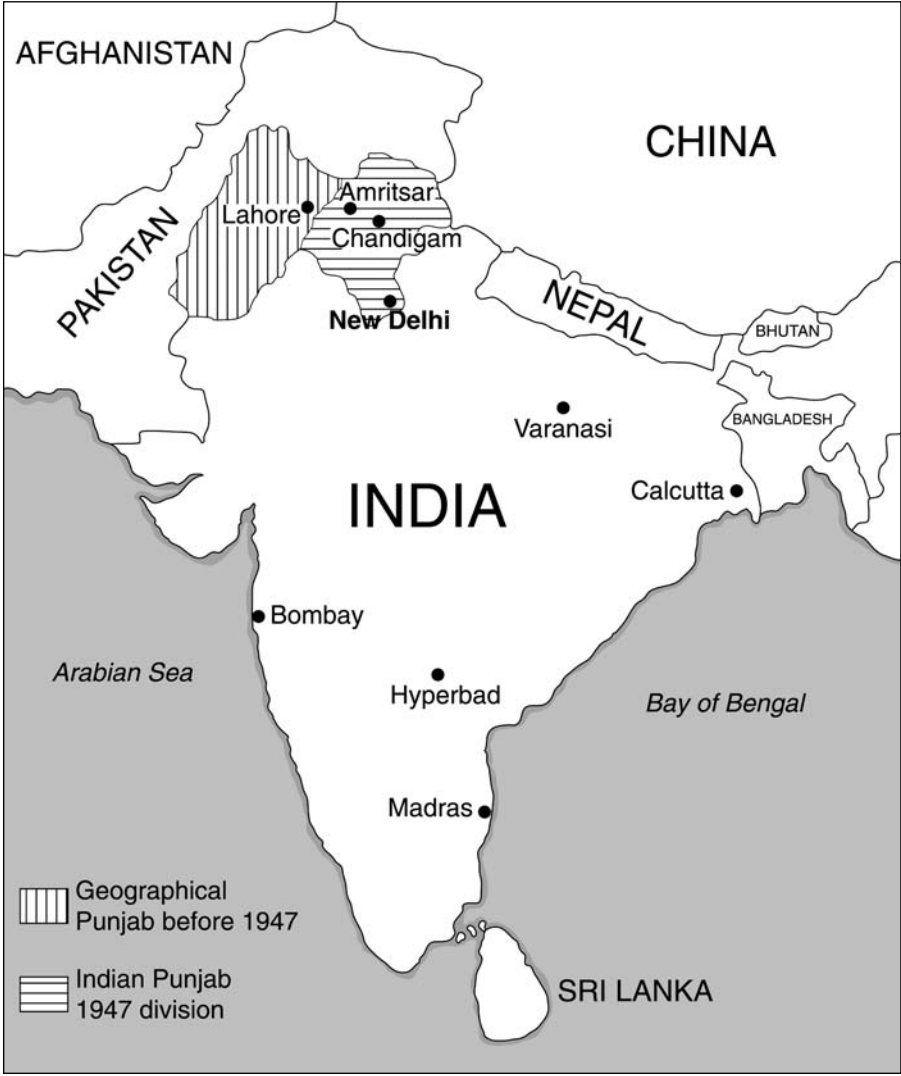 AFGHANISTAN
CHINA
Amritsar
Lahore
Chandigam
PAKISTAN
NEPAL
New Delhi
BHUTAN
Varanasi
BANGLADESH
Calcutta
INDIA
Bombay
Arabian Sea
Hyperbad
Bay of Bengal
Madras
Geographical
Punjab before 1947
Indian Punjab
1947 division
SRI LANKA